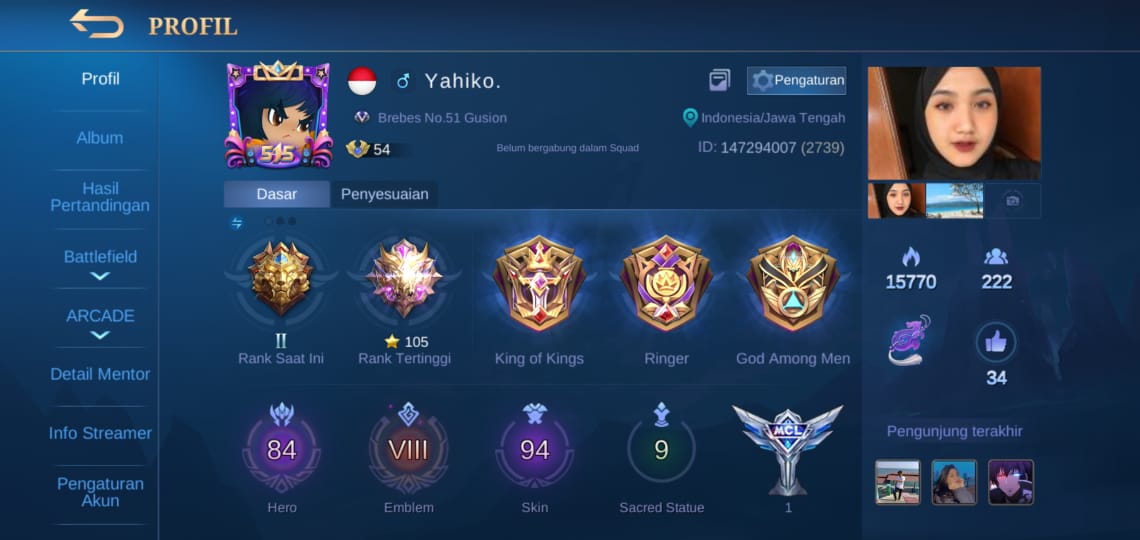 PROFIL
Profil
Album
Hasil
Pertandingan
Battlefield
ARCADE
Detail Mentor
Info Streamer
Pengaturan
Akun
515
Yahiko.
Pengaturan
Brebes No.51 Gusion
Indonesia/Jawa Tengah
54
Belum bergabung dalam Squad
ID: 147294007 (2739)
Dasar
Penyesuaian
II
Rank Saat Ini
105
Rank Tertinggi
King of Kings
Ringer
God Among Men
84
Hero
VIII
Emblem
94
Skin
9
Sacred Statue
MCL
1
15770
222
34
Pengunjung terakhir